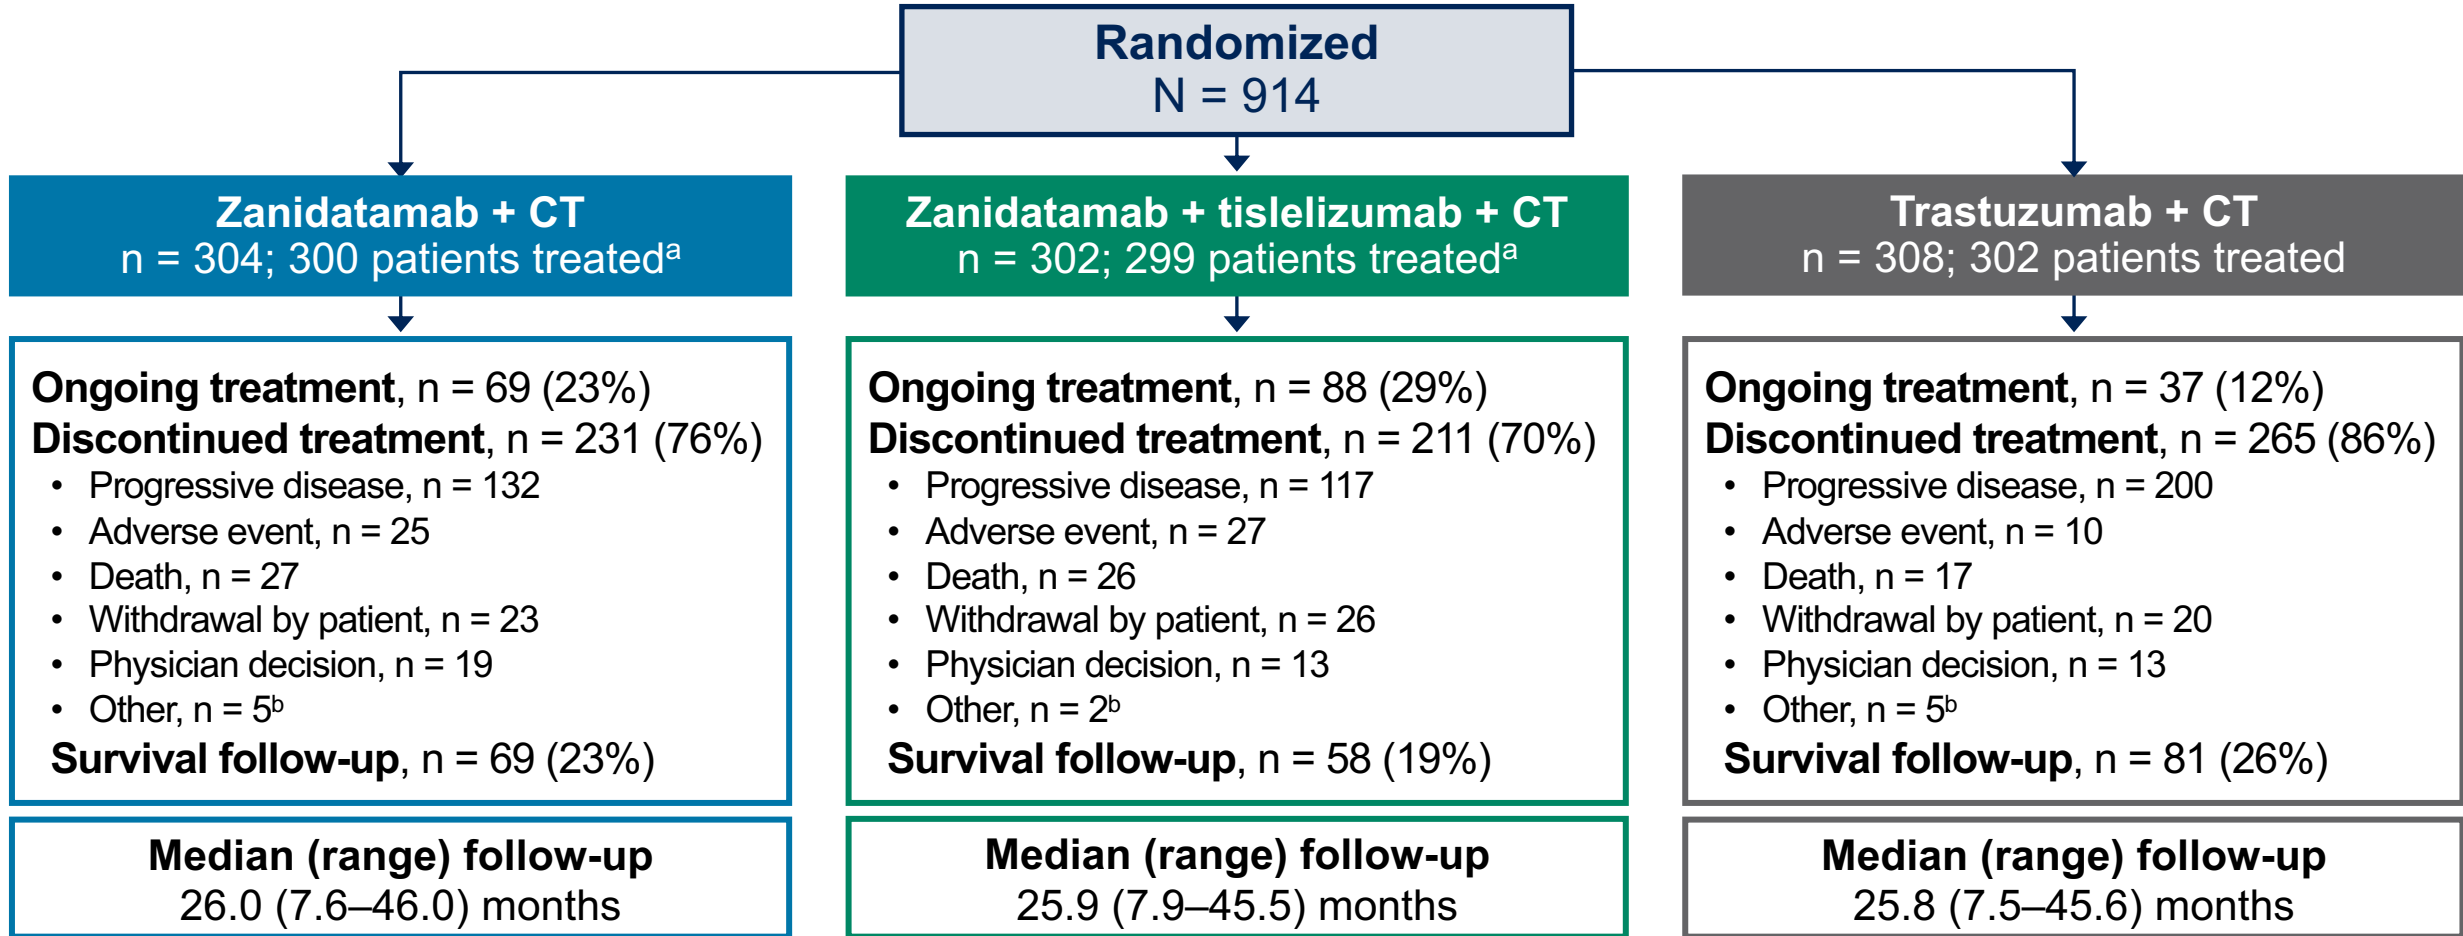 Randomized
N = 914
Zanidatamab + CT
n = 304; 300 patients treatedᵃ
Zanidatamab + tislelizumab + CT
n = 302; 299 patients treatedᵃ
Trastuzumab + CT
n = 308; 302 patients treated
Ongoing treatment, n = 69 (23%)
Discontinued treatment, n = 231 (76%)
• Progressive disease, n = 132
• Adverse event, n = 25
• Death, n = 27
• Withdrawal by patient, n = 23
• Physician decision, n = 19
• Other, n = 5ᵇ
Survival follow-up, n = 69 (23%)
Ongoing treatment, n = 88 (29%)
Discontinued treatment, n = 211 (70%)
• Progressive disease, n = 117
• Adverse event, n = 27
• Death, n = 26
• Withdrawal by patient, n = 26
• Physician decision, n = 13
• Other, n = 2ᵇ
Survival follow-up, n = 58 (19%)
Ongoing treatment, n = 37 (12%)
Discontinued treatment, n = 265 (86%)
• Progressive disease, n = 200
• Adverse event, n = 10
• Death, n = 17
• Withdrawal by patient, n = 20
• Physician decision, n = 13
• Other, n = 5ᵇ
Survival follow-up, n = 81 (26%)
Median (range) follow-up
26.0 (7.6–46.0) months
Median (range) follow-up
25.9 (7.9–45.5) months
Median (range) follow-up
25.8 (7.5–45.6) months